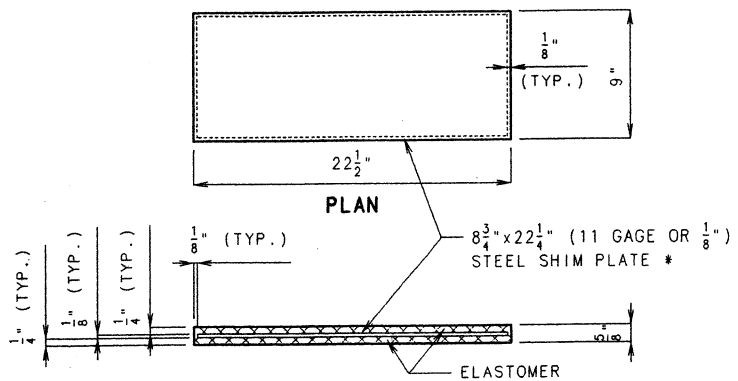 1/8"
(TYP.)
9"
22 1/2"
PLAN
1/8" (TYP.)
8 3/4"x22 1/4" (11 GAGE OR 1/8")
STEEL SHIM PLATE *
1/4" (TYP.)
1/8" (TYP.)
1/4" (TYP.)
5/8"
ELASTOMER